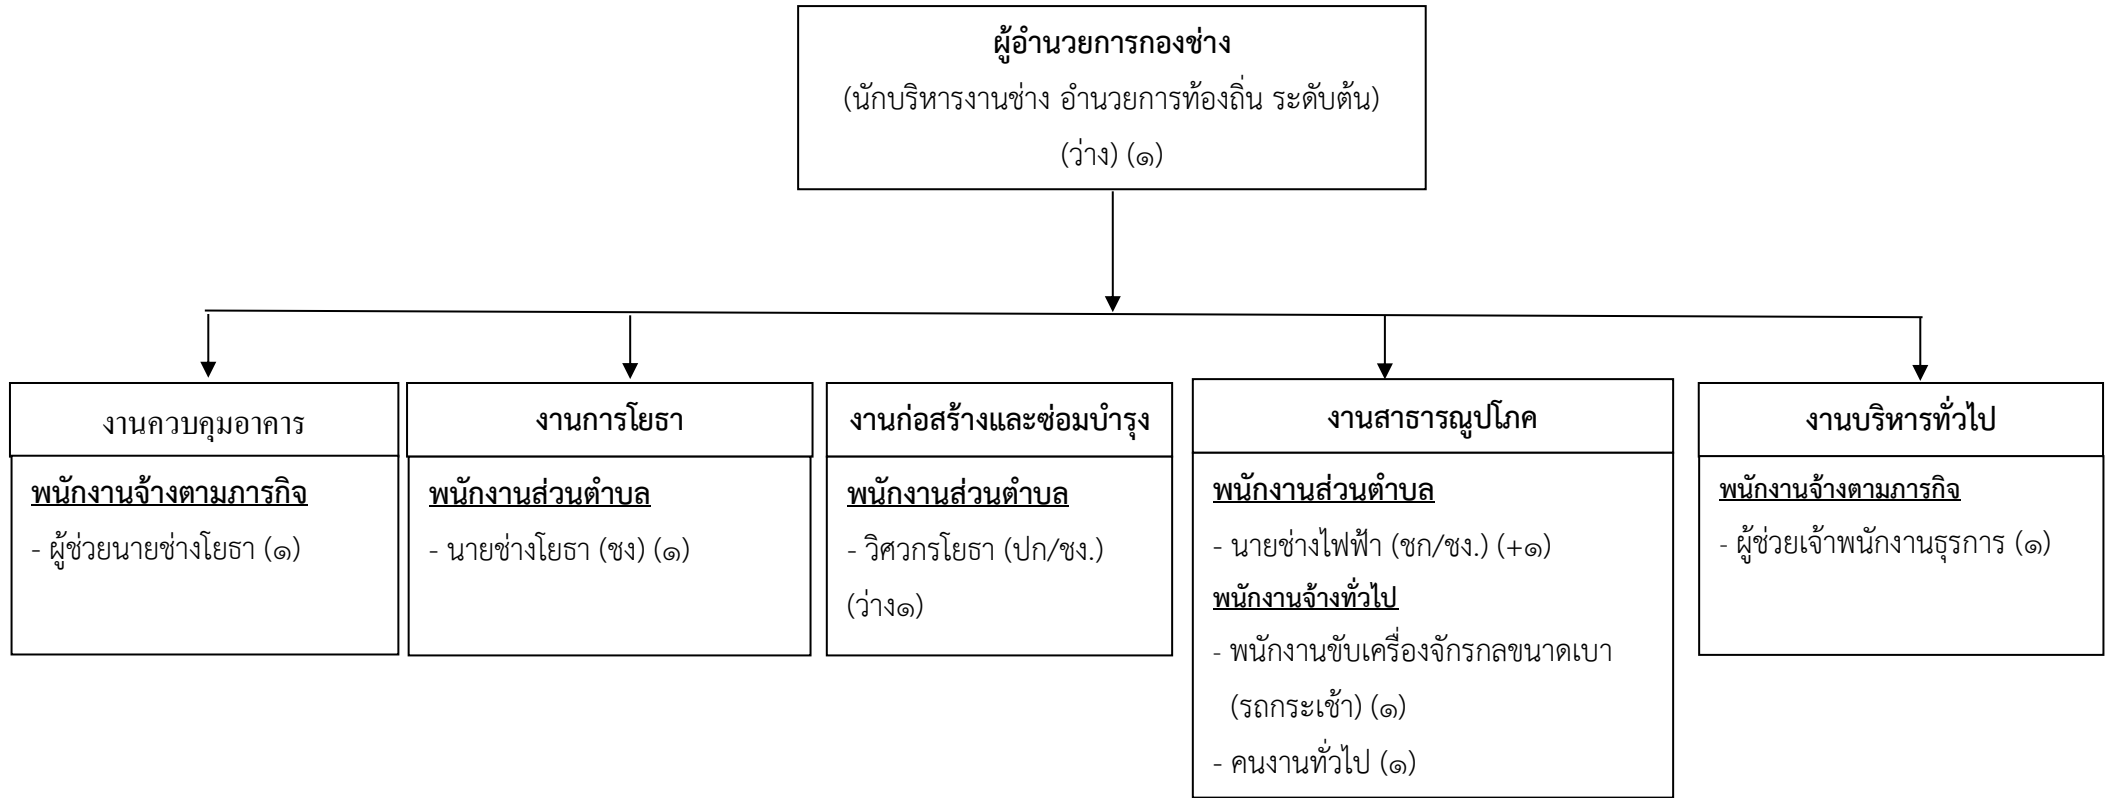 ผู้อำนวยการกองช่าง
(นักบริหารงานช่าง อำนวยการท้องถิ่น ระดับต้น)
(ว่าง) (๑)
งานควบคุมอาคาร
พนักงานจ้างตามภารกิจ
- ผู้ช่วยนายช่างโยธา (๑)
งานการโยธา
พนักงานส่วนตำบล
- นายช่างโยธา (ชง) (๑)
งานก่อสร้างและซ่อมบำรุง
พนักงานส่วนตำบล
- วิศวกรโยธา (ปก/ชง.)
(ว่าง๑)
งานสาธารณูปโภค
พนักงานส่วนตำบล
- นายช่างไฟฟ้า (ชก/ชง.) (+๑)
พนักงานจ้างทั่วไป
- พนักงานขับเครื่องจักรกลขนาดเบา
(รถกระเช้า) (๑)
- คนงานทั่วไป (๑)
งานบริหารทั่วไป
พนักงานจ้างตามภารกิจ
- ผู้ช่วยเจ้าพนักงานธุรการ (๑)